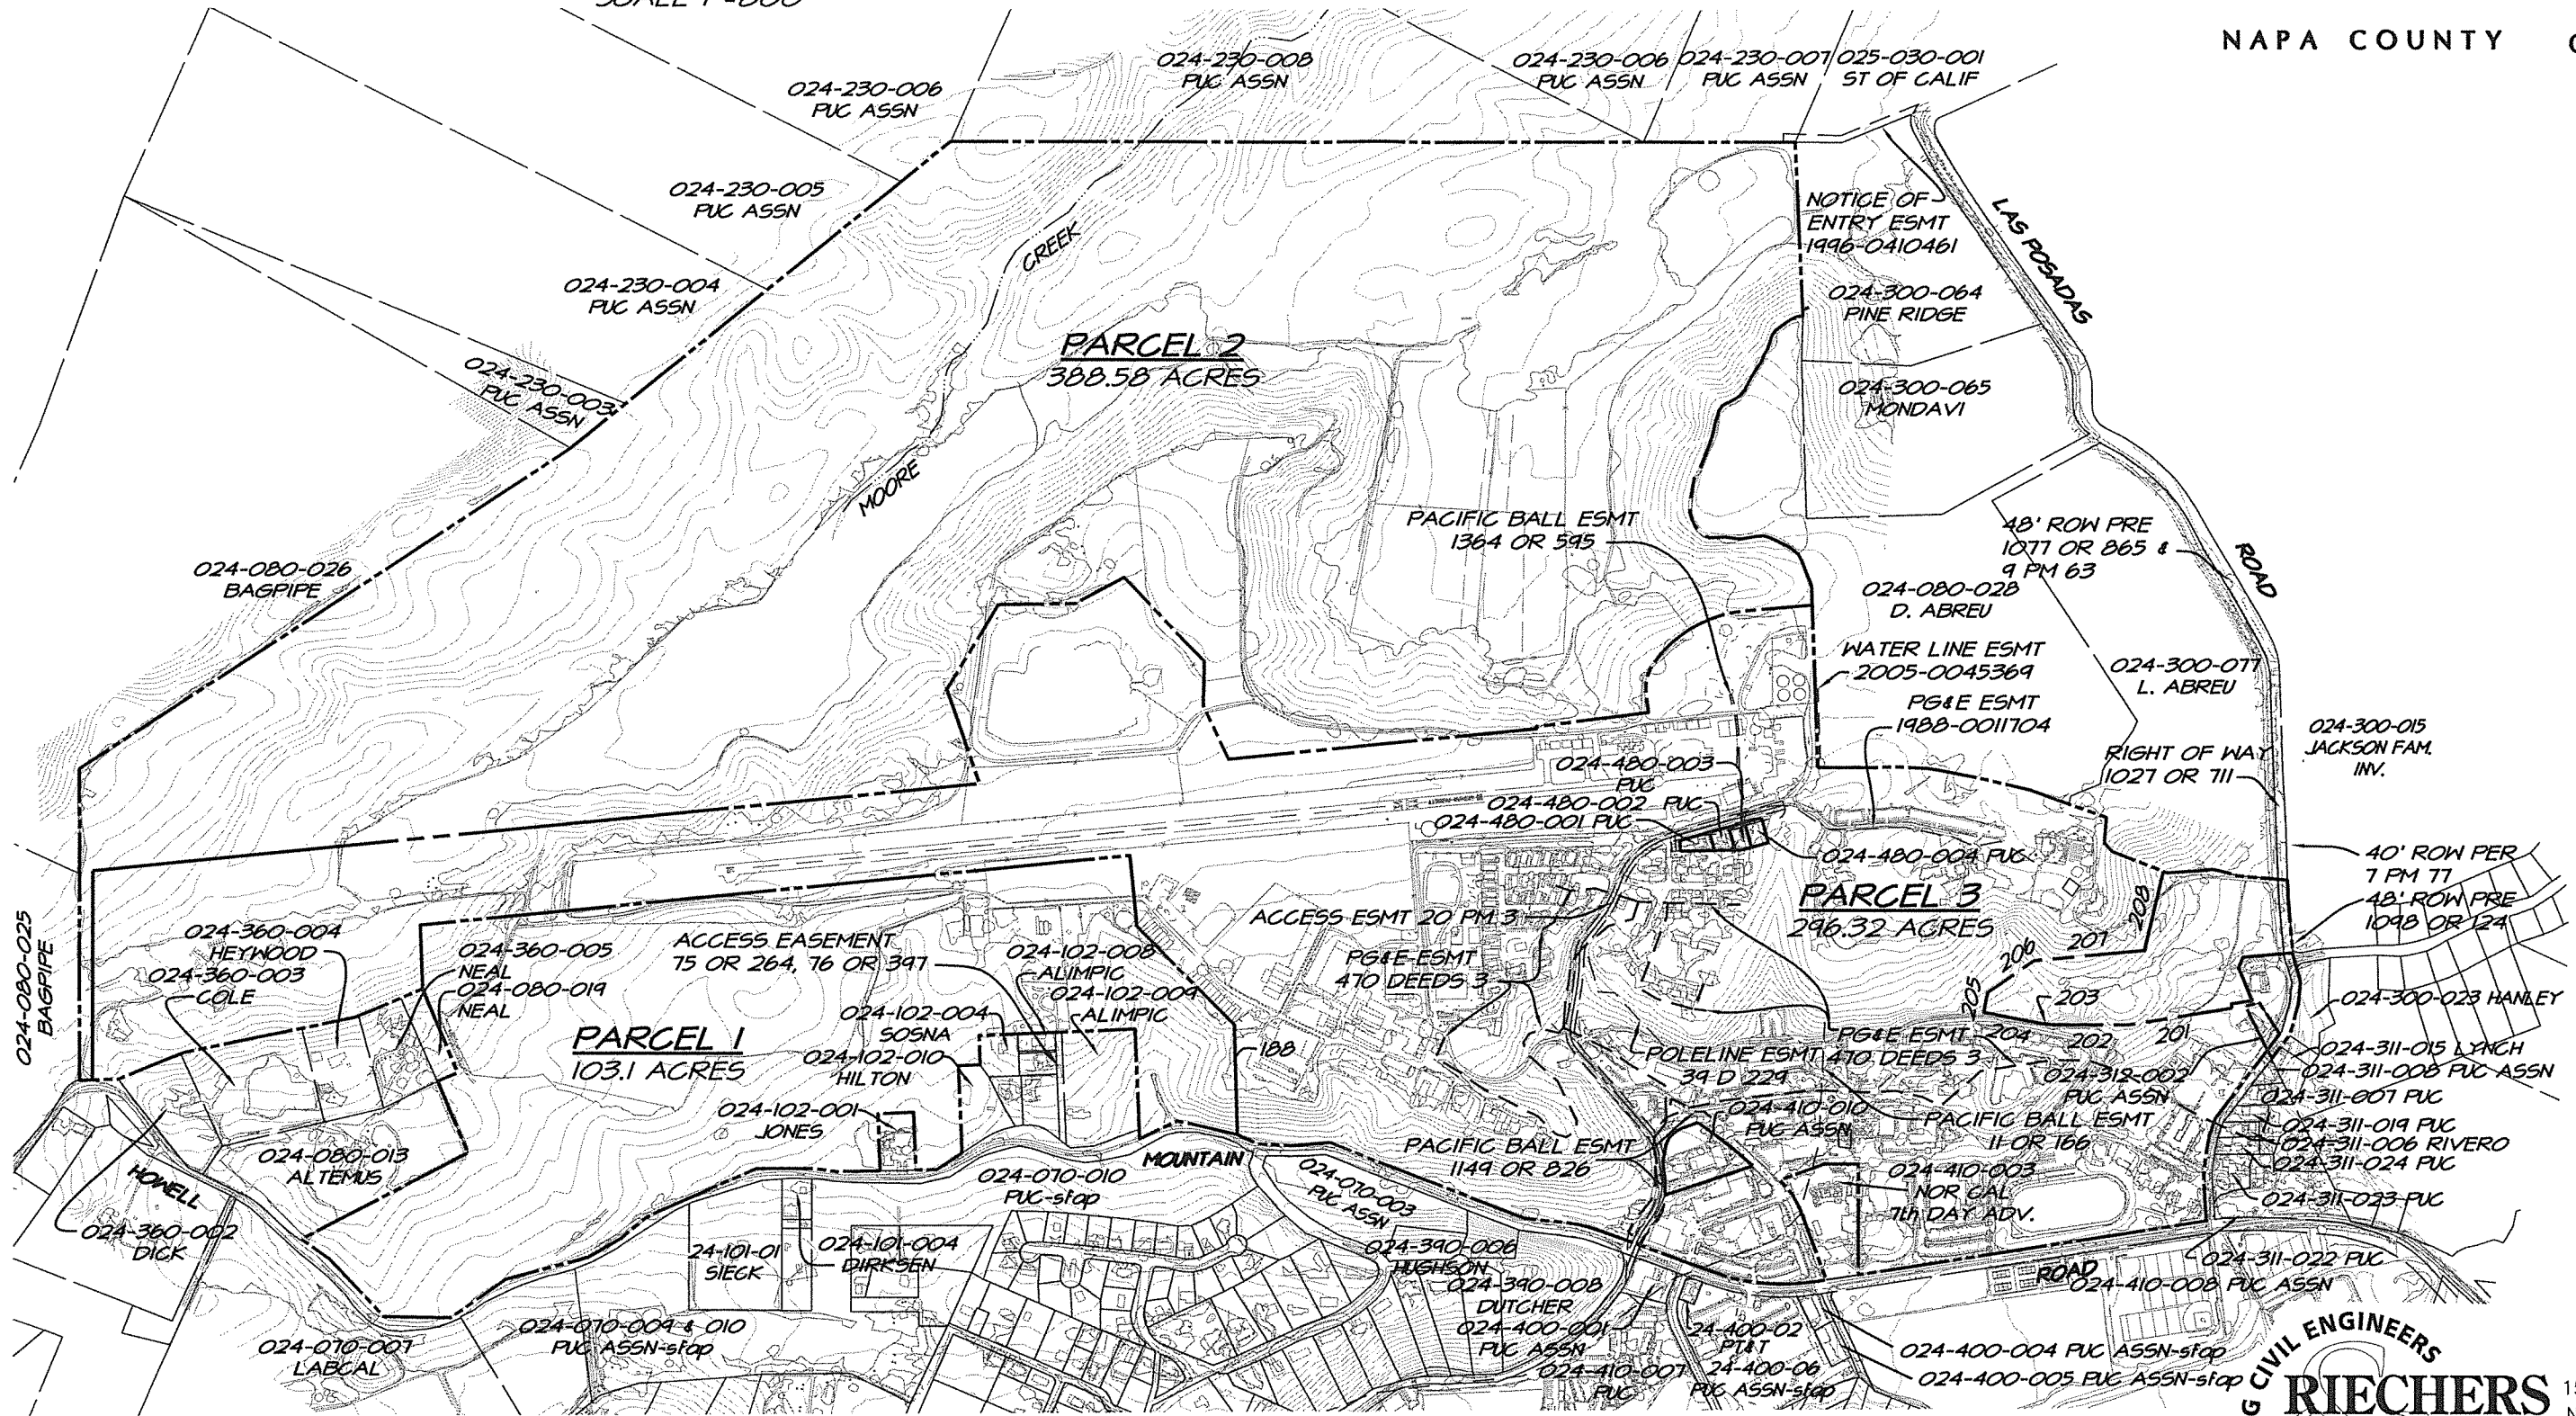 NAPA COUNTY
024-230-008
PUC ASSN
024-230-006
PUC ASSN
024-230-007
PUC ASSN
025-030-001
ST OF CALIF
024-230-006
PUC ASSN
024-230-005
PUC ASSN
024-230-004
PUC ASSN
024-230-003
PUC ASSN
CREEK
MOORE
PARCEL 2
388.58 ACRES
NOTICE OF
ENTRY ESMT
1996-0410461
LAS POSADAS
ROAD
024-300-064
PINE RIDGE
024-300-065
MONDAVI
PACIFIC BALL ESMT
1364 OR 595
48' ROW PRE
1077 OR 865 &
9 PM 63
024-080-026
BAGPIPE
024-080-028
D. ABREU
WATER LINE ESMT
2005-0045369
024-300-077
L. ABREU
PG&E ESMT
1988-0011704
024-300-015
JACKSON FAM.
INV.
RIGHT OF WAY
1027 OR 711
024-480-003
PUC
024-480-002 PUC
024-480-001 PUC
024-480-004 PUC
40' ROW PER
7 PM 77
48' ROW PRE
1098 OR 124
PARCEL 3
296.32 ACRES
ACCESS ESMT 20 PM 3
PG&E ESMT
470 DEEDS 3
208
207
206
205
203
204
202
201
024-080-025
BAGPIPE
024-360-004
HEYWOOD
024-360-003
COLE
024-360-005
NEAL
024-080-019
NEAL
ACCESS EASEMENT
75 OR 264, 76 OR 397
024-102-008
ALIMPIC
024-102-009
ALIMPIC
024-102-004
SOSNA
024-102-010
HILTON
PARCEL 1
103.1 ACRES
188
024-102-001
JONES
POLELINE ESMT
39 D 229
PG&E ESMT
470 DEEDS 3
024-312-002
PUC ASSN
024-300-023 HANLEY
024-311-015 LYNCH
024-311-008 PUC ASSN
024-311-007 PUC
024-311-019 PUC
024-311-006 RIVERO
024-311-024 PUC
024-311-023 PUC
024-410-010
PUC ASSN
PACIFIC BALL ESMT
11 OR 166
PACIFIC BALL ESMT
1149 OR 826
024-410-003
NOR CAL
7th DAY ADV.
024-080-013
ALTEMUS
HOWELL
MOUNTAIN
ROAD
024-360-002
DICK
024-070-010
PUC-stap
024-070-003
PUC ASSN
24-101-01
SIECK
024-101-004
DIRKSEN
024-390-006
HUGHSON
024-390-008
DUTCHER
024-400-001
PUC ASSN
024-410-007
PUC
24-400-02
PT&T
24-400-06
PUC ASSN-stap
024-311-022 PUC
024-410-008 PUC ASSN
024-070-007
LABCAL
024-070-009 & 010
PUC ASSN-stap
024-400-004 PUC ASSN-stap
024-400-005 PUC ASSN-stap
G CIVIL ENGINEERS
RIECHERS